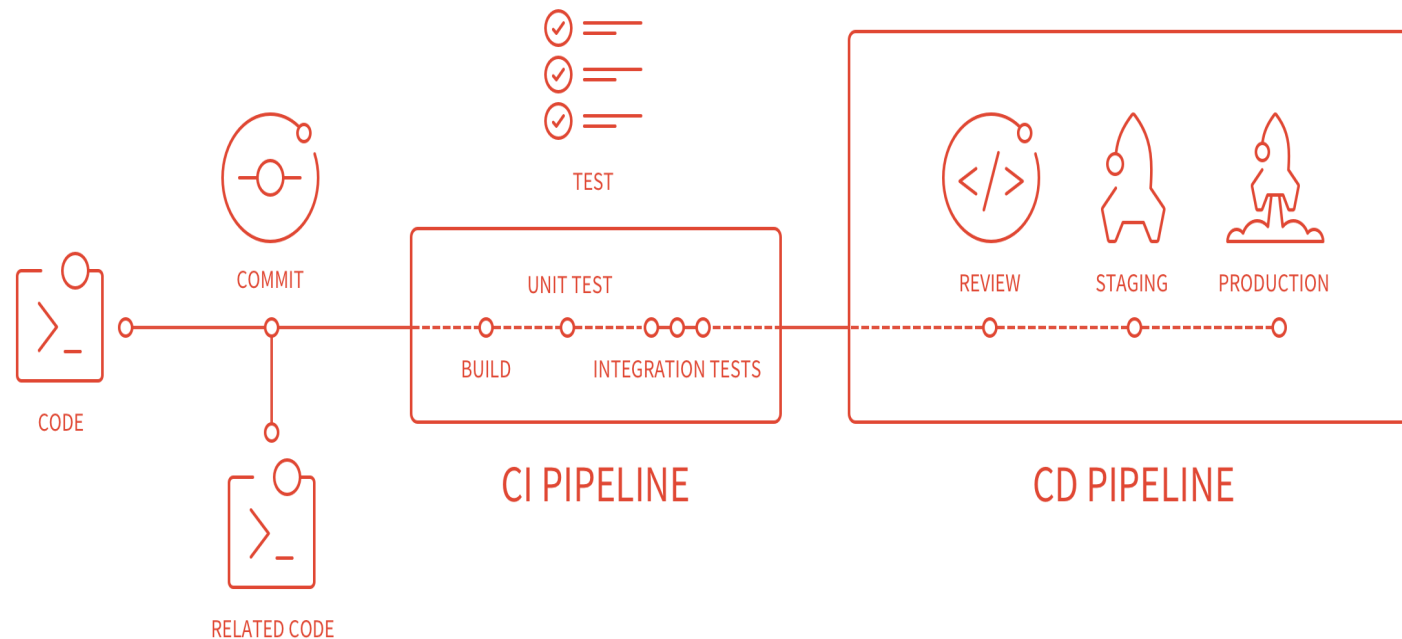 TEST
COMMIT
UNIT TEST
REVIEW
STAGING
PRODUCTION
BUILD
INTEGRATION TESTS
CODE
CI PIPELINE
CD PIPELINE
RELATED CODE